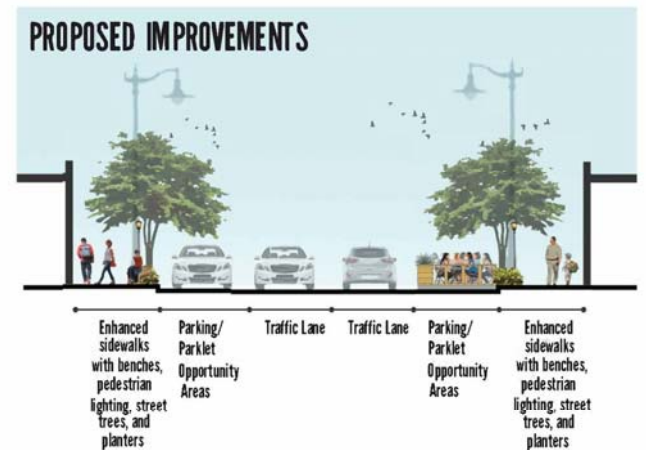 PROPOSED IMPROVEMENTS
Enhanced
sidewalks
with benches,
pedestrian
lighting, street
trees, and
planters
Parking/
Parklet
Opportunity
Areas
Traffic Lane
Traffic Lane
Parking/
Parklet
Opportunity
Areas
Enhanced
sidewalks
with benches,
pedestrian
lighting, street
trees, and
planters